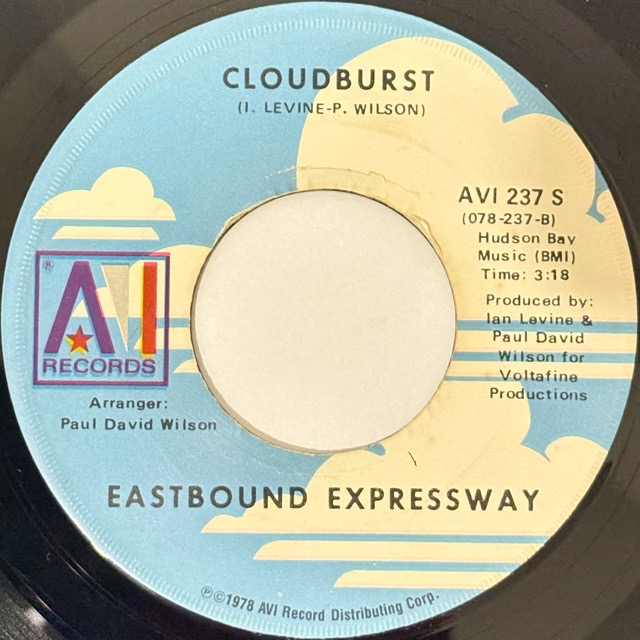 CLOUDBURST
(I. LEVINE-P. WILSON)
AVI 237 S
(078-237-B)
Hudson Bay
Music (BMI)
Time: 3:18
Produced by:
Ian Levine &
Paul David
Wilson for
Voltafine
Productions
®
AVI
RECORDS
Arranger:
Paul David Wilson
EASTBOUND EXPRESSWAY
℗©1978 AVI Record Distributing Corp.